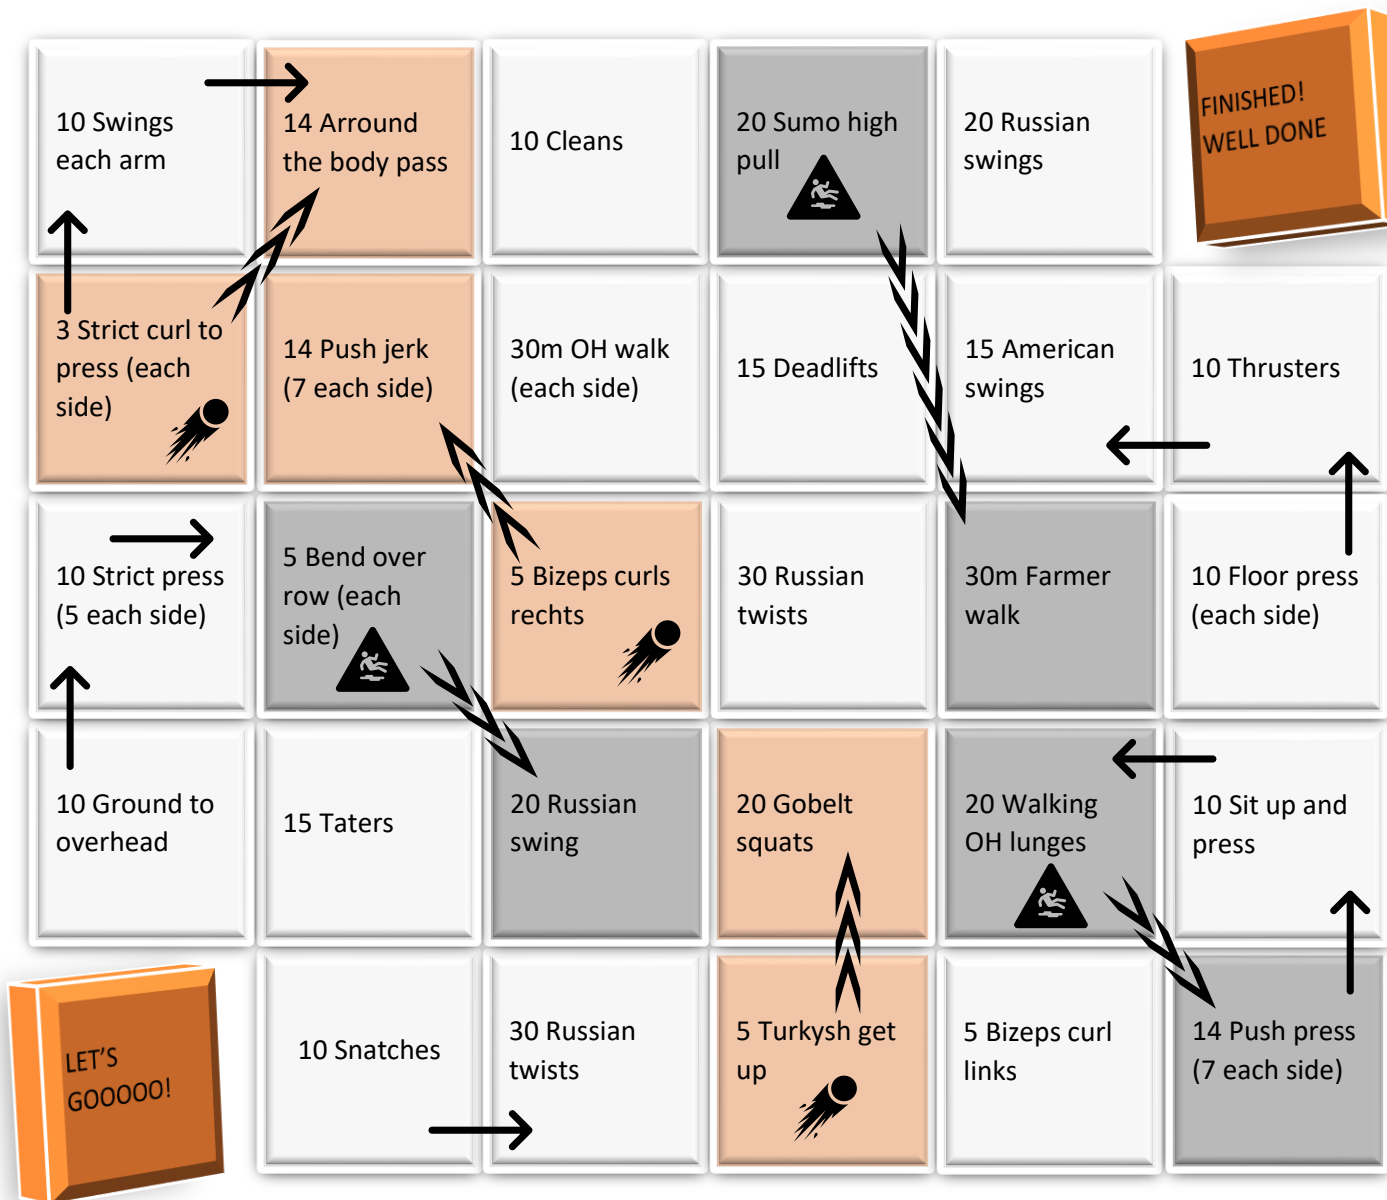 10 Swings
each arm
14 Arround
the body pass
10 Cleans
20 Sumo high
pull
20 Russian
swings
FINISHED!
WELL DONE
3 Strict curl to
press (each
side)
14 Push jerk
(7 each side)
30m OH walk
(each side)
15 Deadlifts
15 American
swings
10 Thrusters
10 Strict press
(5 each side)
5 Bend over
row (each
side)
5 Bizeps curls
rechts
30 Russian
twists
30m Farmer
walk
10 Floor press
(each side)
10 Ground to
overhead
15 Taters
20 Russian
swing
20 Gobelt
squats
20 Walking
OH lunges
10 Sit up and
press
LET'S
GOOOOO!
10 Snatches
30 Russian
twists
5 Turkysh get
up
5 Bizeps curl
links
14 Push press
(7 each side)